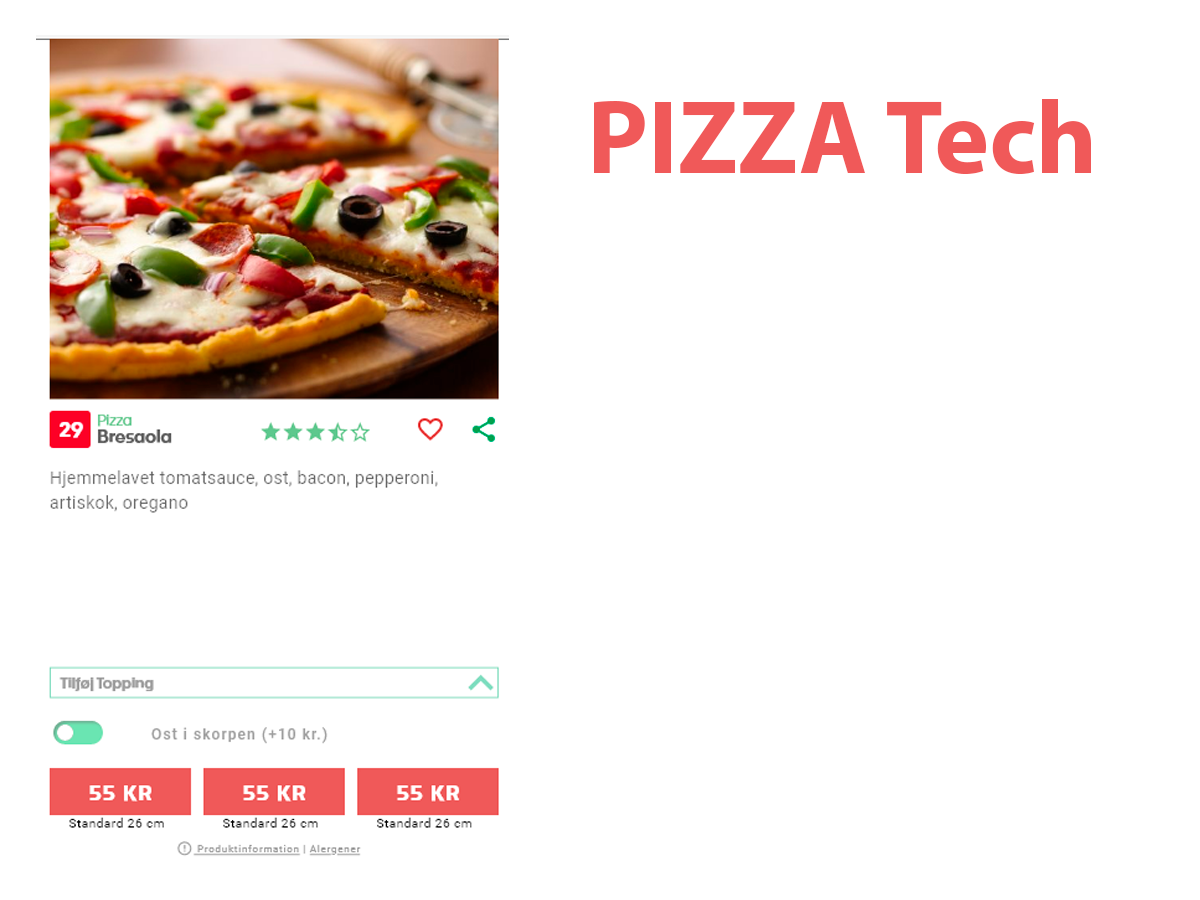 PIZZA Tech
29
Pizza
Bresaola
Hjemmelavet tomatsauce, ost, bacon, pepperoni,
artiskok, oregano
Tilføj Topping
Ost i skorpen (+10 kr.)
55 KR 55 KR 55 KR
Standard 26 cm Standard 26 cm Standard 26 cm
Produktinformation | Alergener